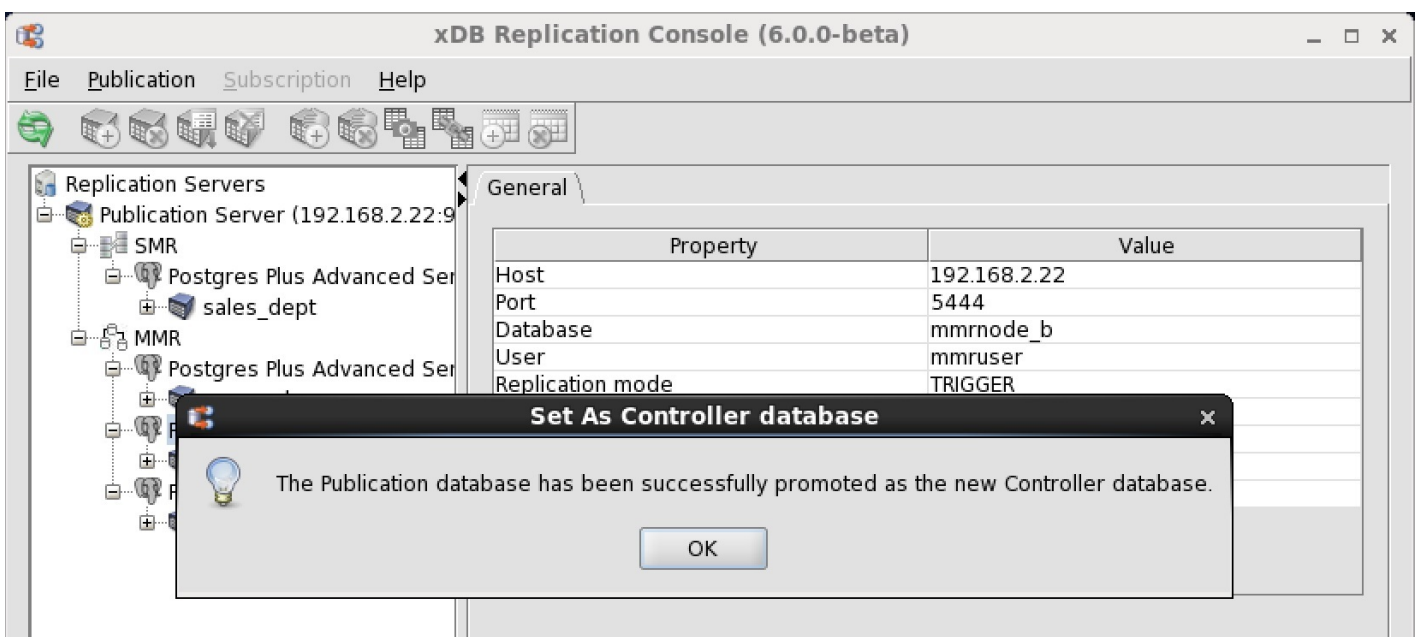 xDB Replication Console (6.0.0-beta)
File Publication Subscription Help
Replication Servers
Publication Server (192.168.2.22:9
SMR
Postgres Plus Advanced Ser
sales_dept
MMR
Postgres Plus Advanced Ser
General
Property Value
Host 192.168.2.22
Port 5444
Database mmrnode_b
User mmruser
Replication mode TRIGGER
Set As Controller database
The Publication database has been successfully promoted as the new Controller database.
OK